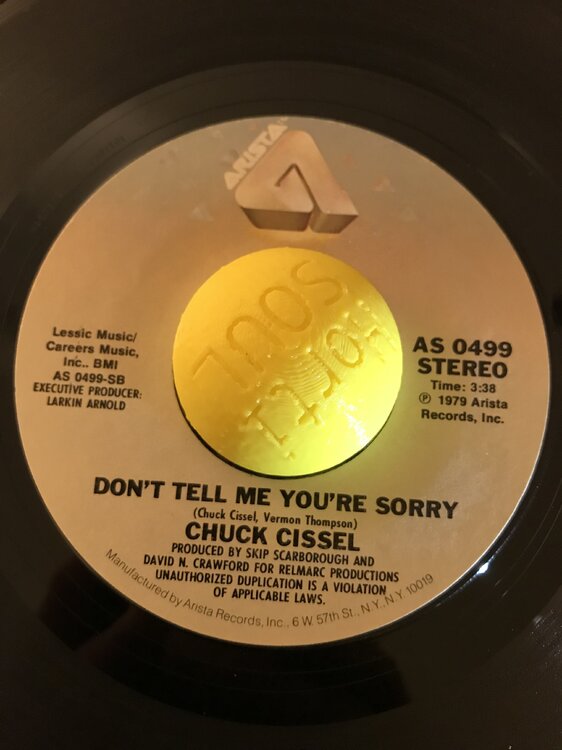 ARISTA
SOUL
Lessic Music/
Careers Music,
Inc., BMI
AS 0499-SB
EXECUTIVE PRODUCER:
LARKIN ARNOLD
AS 0499
STEREO
Time: 3:38
Ⓟ 1979 Arista
Records, Inc.
DON'T TELL ME YOU'RE SORRY
(Chuck Cissel, Vermon Thompson)
CHUCK CISSEL
PRODUCED BY SKIP SCARBOROUGH AND
DAVID N. CRAWFORD FOR RELMARC PRODUCTIONS
UNAUTHORIZED DUPLICATION IS A VIOLATION
OF APPLICABLE LAWS.
Manufactured by Arista Records, Inc., 6 W. 57th St., N.Y., N.Y. 10019